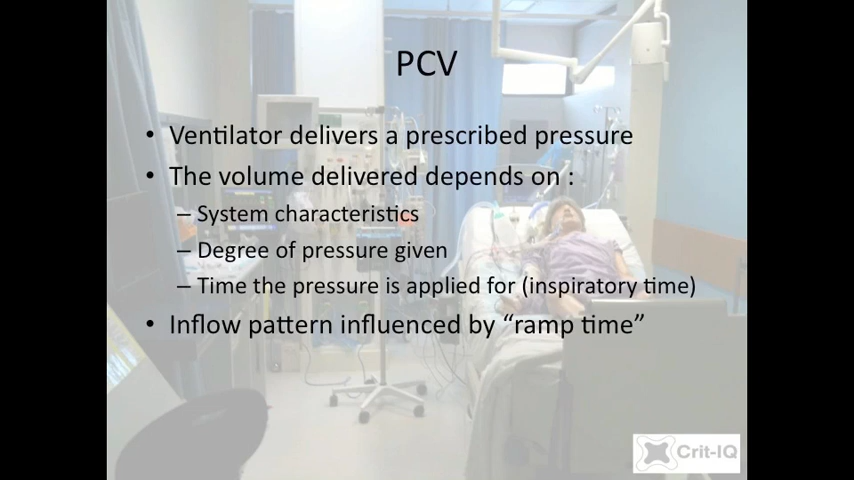 PCV
• Ventilator delivers a prescribed pressure
• The volume delivered depends on :
– System characteristics
– Degree of pressure given
– Time the pressure is applied for (inspiratory time)
• Inflow pattern influenced by “ramp time”
Crit-IQ